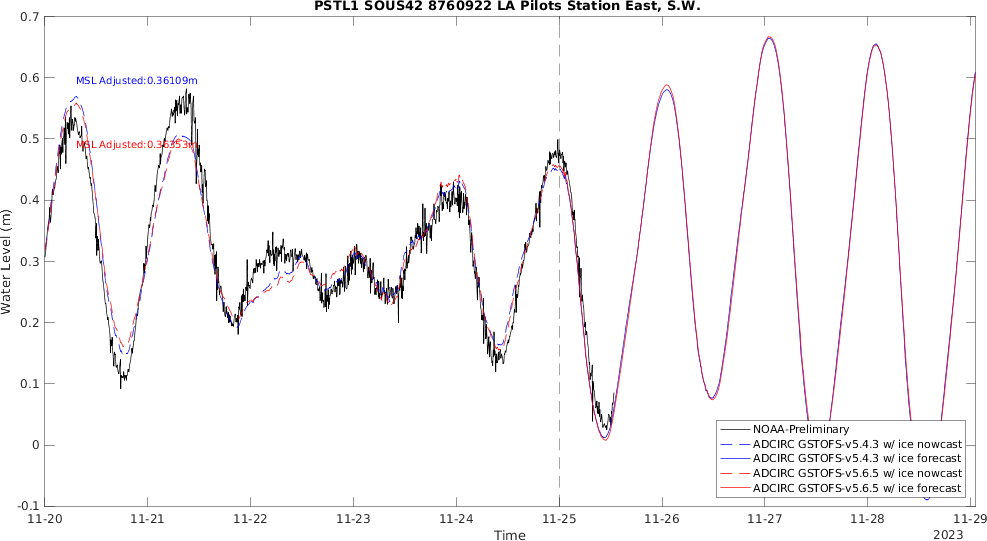 PSTL1 SOUS42 8760922 LA Pilots Station East, S.W.
0.7
0.6
0.5
0.4
0.3
0.2
0.1
0
-0.1
Water Level (m)
MSL Adjusted:0.36109m
MSL Adjusted:0.36353m
NOAA-Preliminary
ADCIRC GSTOFS-v5.4.3 w/ ice nowcast
ADCIRC GSTOFS-v5.4.3 w/ ice forecast
ADCIRC GSTOFS-v5.6.5 w/ ice nowcast
ADCIRC GSTOFS-v5.6.5 w/ ice forecast
11-20 11-21 11-22 11-23 11-24 11-25 11-26 11-27 11-28 11-29
Time
2023